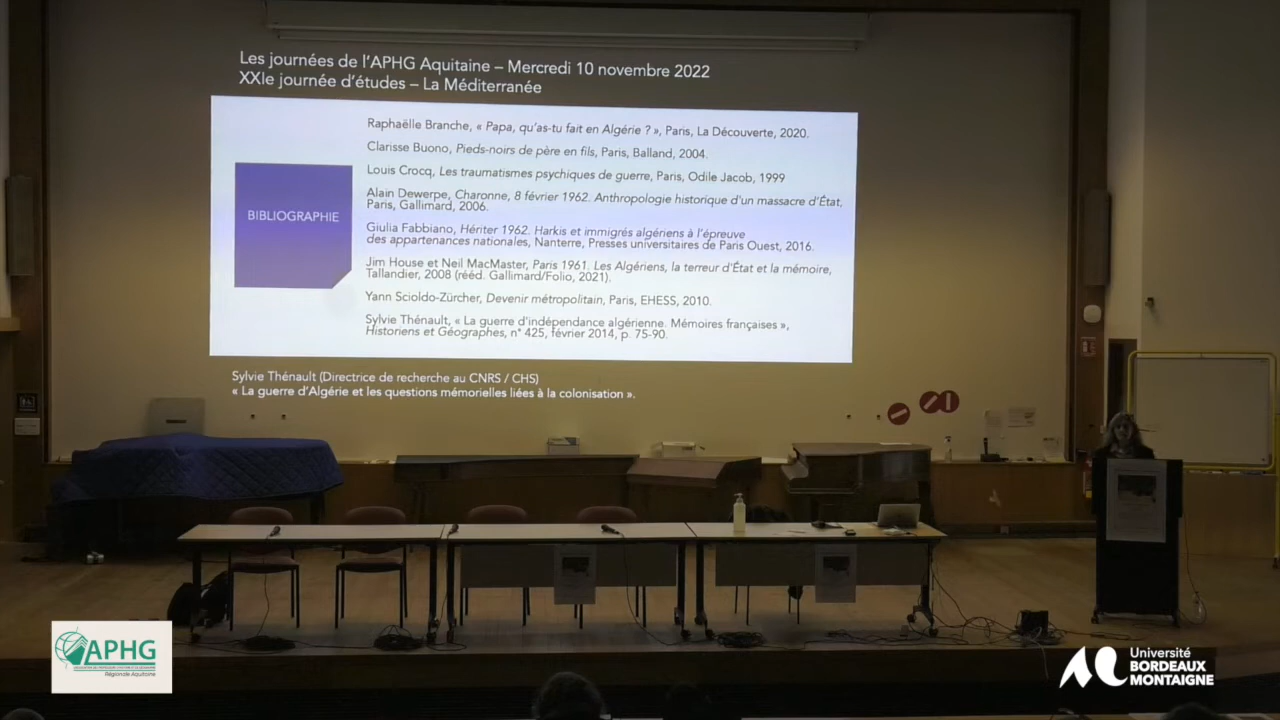 Les journées de l'APHG Aquitaine – Mercredi 10 novembre 2022
XXIe journée d'études – La Méditerranée
BIBLIOGRAPHIE
Raphaëlle Branche, « Papa, qu'as-tu fait en Algérie ? », Paris, La Découverte, 2020.
Clarisse Buono, Pieds-noirs de père en fils, Paris, Balland, 2004.
Louis Crocq, Les traumatismes psychiques de guerre, Paris, Odile Jacob, 1999
Alain Dewerpe, Charonne, 8 février 1962. Anthropologie historique d'un massacre d'État,
Paris, Gallimard, 2006.
Giulia Fabbiano, Hériter 1962. Harkis et immigrés algériens à l'épreuve
des appartenances nationales, Nanterre, Presses universitaires de Paris Ouest, 2016.
Jim House et Neil MacMaster, Paris 1961. Les Algériens, la terreur d'État et la mémoire,
Tallandier, 2008 (rééd. Gallimard/Folio, 2021).
Yann Scioldo-Zürcher, Devenir métropolitain, Paris, EHESS, 2010.
Sylvie Thénault, « La guerre d'indépendance algérienne. Mémoires françaises »,
Historiens et Géographes, n° 425, février 2014, p. 75-90.
Sylvie Thénault (Directrice de recherche au CNRS / CHS)
« La guerre d'Algérie et les questions mémorielles liées à la colonisation ».
APHG
Régionale Aquitaine
Université
BORDEAUX
MONTAIGNE